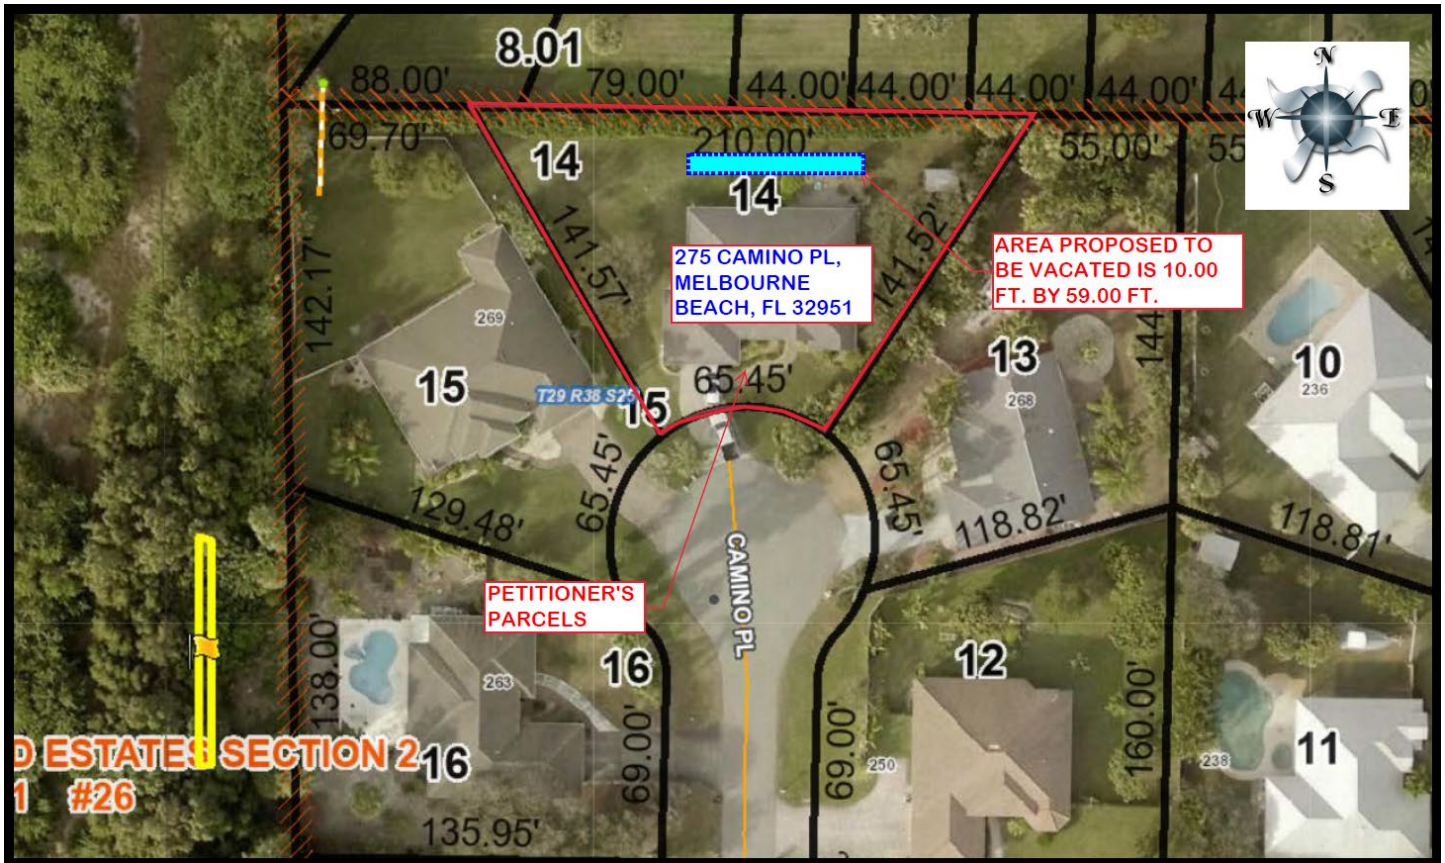 8.01
88.00'
79.00'
44.00'
44.00'
44.00'
44.00'
N
W
E
S
69.70'
210.00'
55.00'
55
14
14
142.17'
141.57'
141.52'
144
275 CAMINO PL,
MELBOURNE
BEACH, FL 32951
AREA PROPOSED TO
BE VACATED IS 10.00
FT. BY 59.00 FT.
269
15
T29 R38 S25
15
65.45'
13
268
10
236
65.45'
65.45'
129.48'
118.82'
118.81'
CAMINO PL
PETITIONER'S
PARCELS
138.00'
263
16
16
69.00'
69.00'
12
250
160.00'
238
11
D ESTATES SECTION 2
1 #26
135.95'